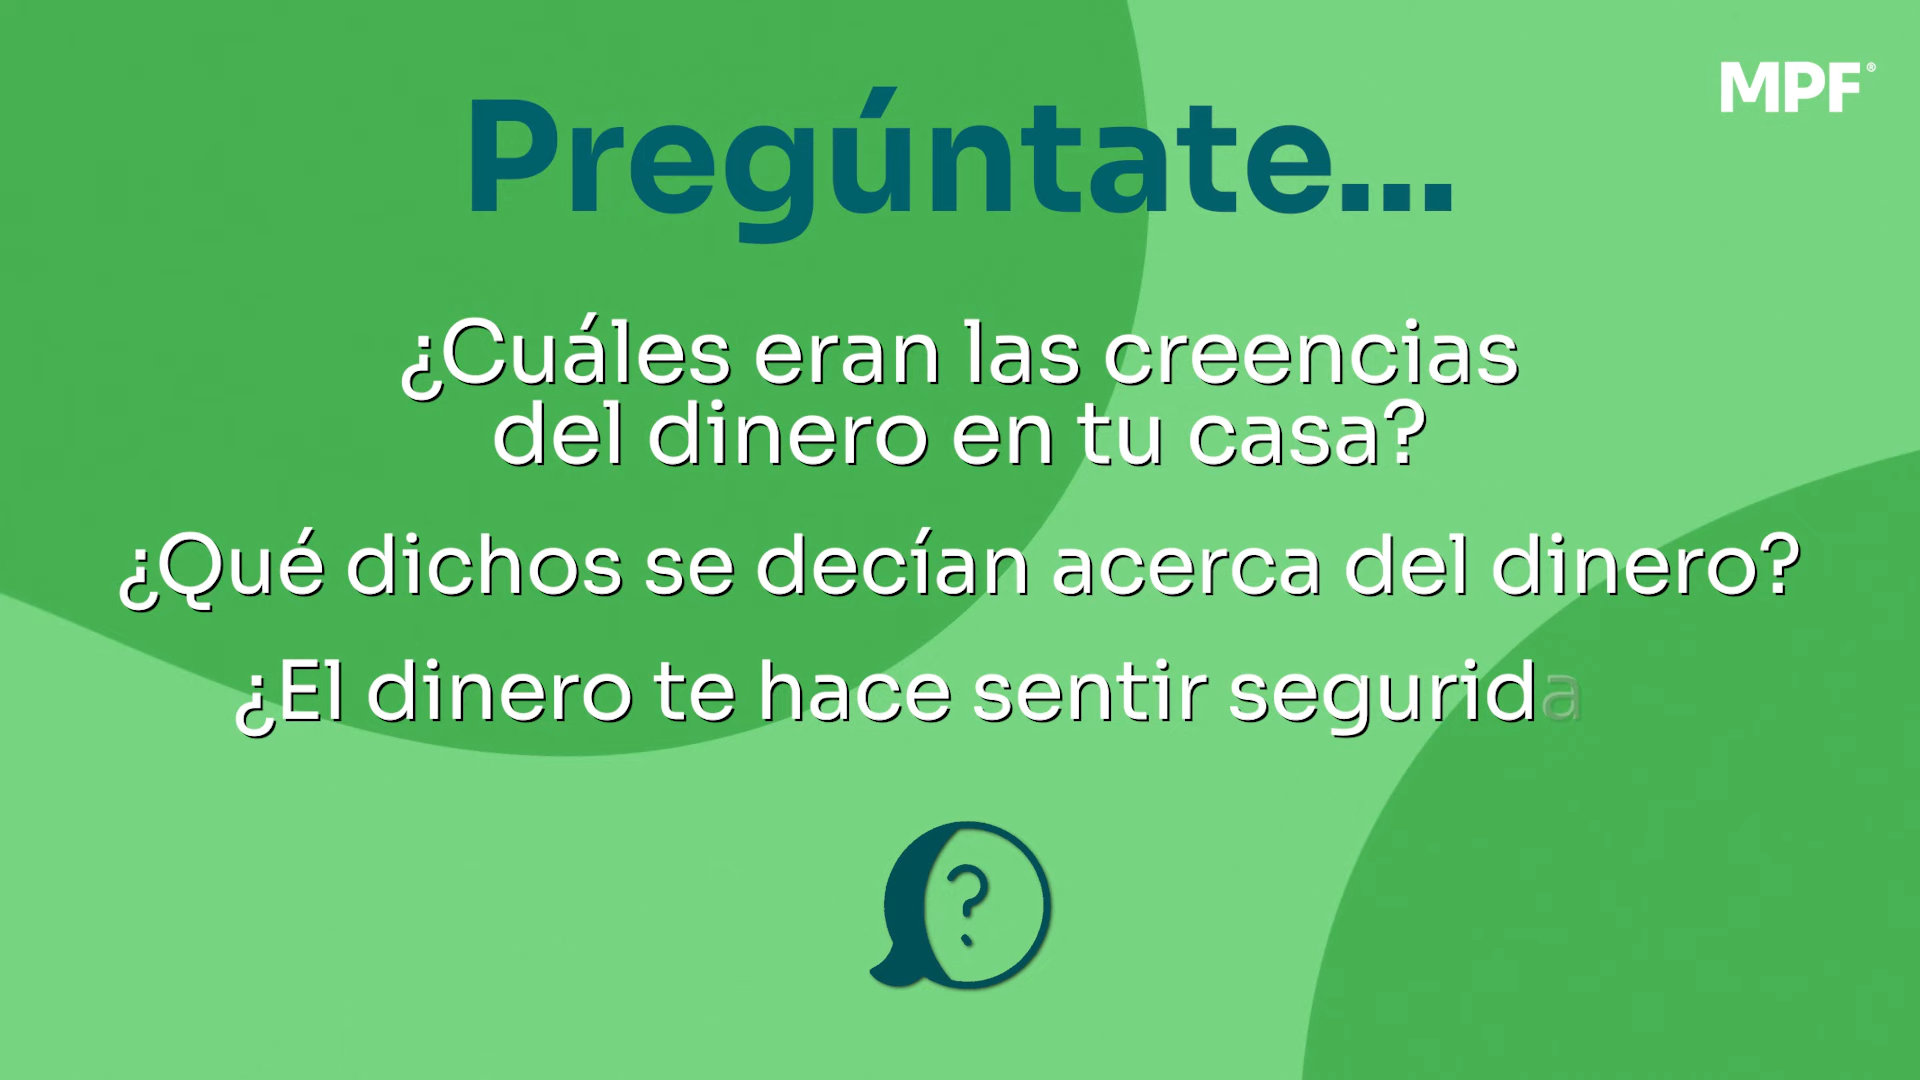 MPF®
Pregúntate...
¿Cuáles eran las creencias
del dinero en tu casa?
¿Qué dichos se decían acerca del dinero?
¿El dinero te hace sentir segurida